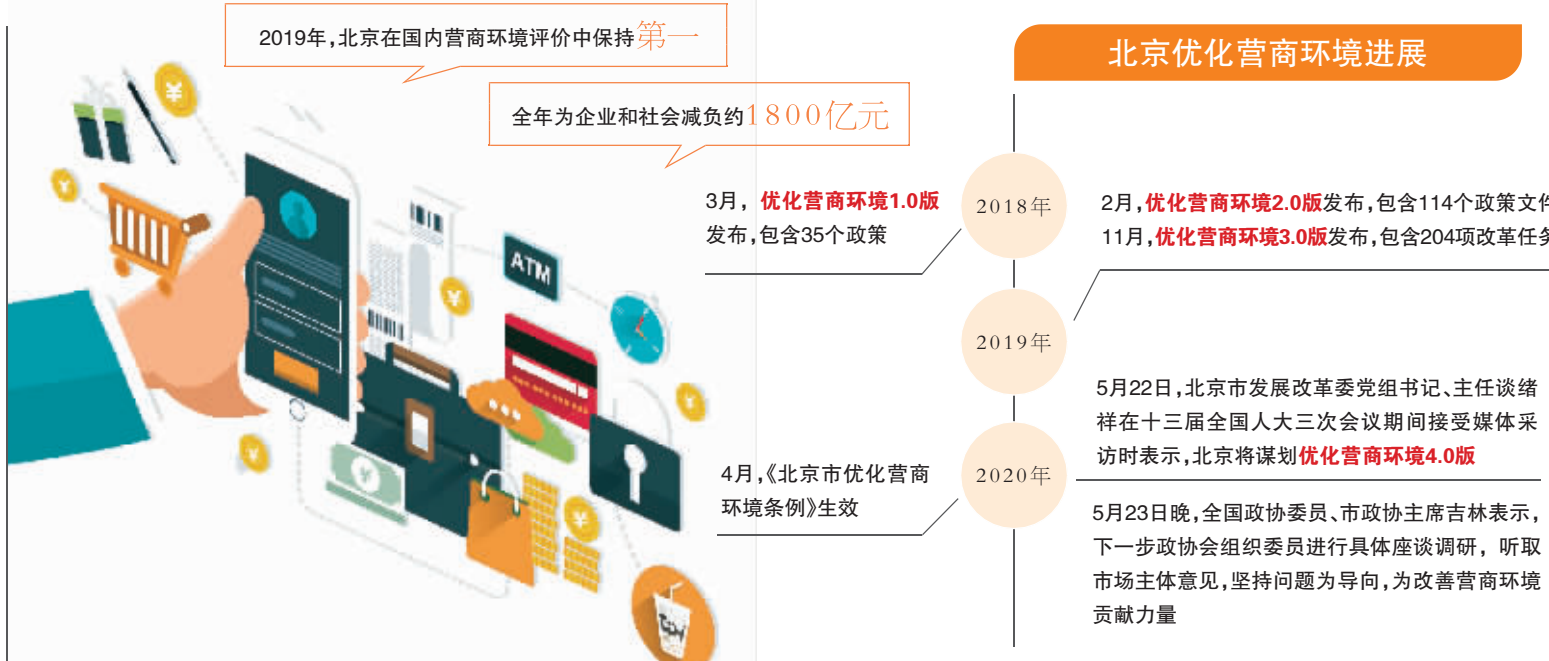 2019年,北京在国内营商环境评价中保持第一
全年为企业和社会减负约1800亿元
北京优化营商环境进展
2018年
3月，优化营商环境1.0版
发布,包含35个政策
2019年
2月,优化营商环境2.0版发布,包含114个政策文件
11月,优化营商环境3.0版发布,包含204项改革任务
2020年
4月,《北京市优化营商
环境条例》生效
5月22日,北京市发展改革委党组书记、主任谈绪
祥在十三届全国人大三次会议期间接受媒体采
访时表示,北京将谋划优化营商环境4.0版
5月23日晚,全国政协委员、市政协主席吉林表示,
下一步政协会组织委员进行具体座谈调研，听取
市场主体意见,坚持问题为导向,为改善营商环境
贡献力量
ATM